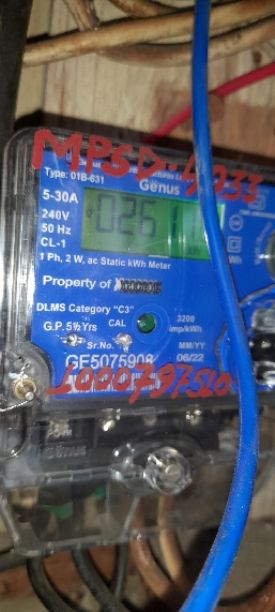 MPSD-4033
Type: 01B-631
Genus
5-30A
240V
50 Hz
CL-1
1 Ph, 2 W, ac Static kWh Meter
Property of
DLMS Category "C3"
G.P. 5½ Yrs CAL
3200
imp/kWh
Sr.No.
MM/YY
GE5075908
06/22
1000797510